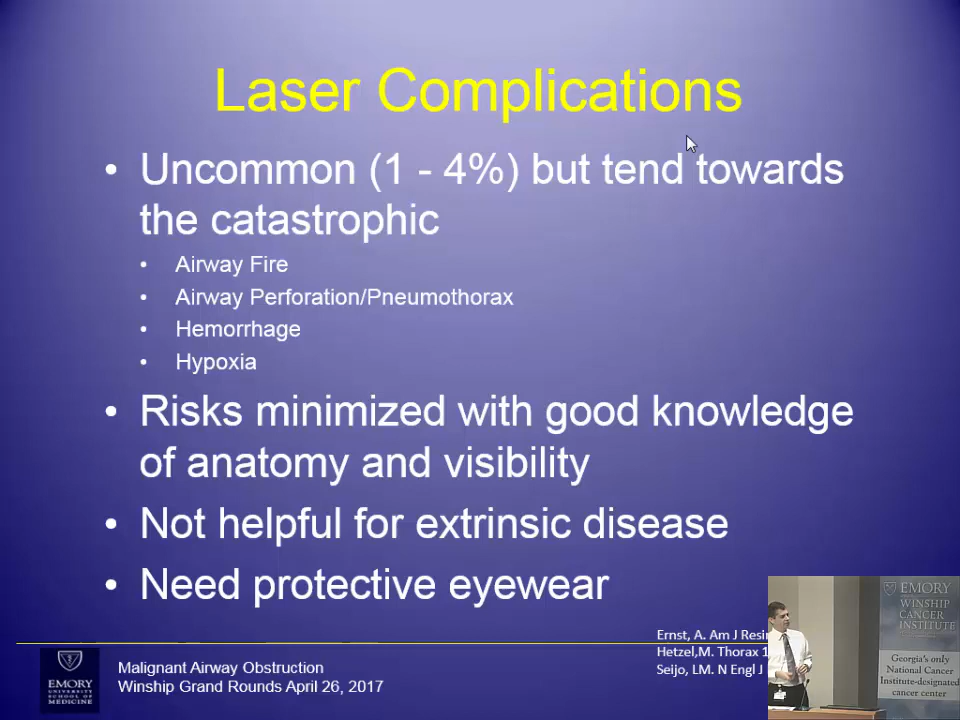 Laser Complications
• Uncommon (1 - 4%) but tend towards
the catastrophic
• Airway Fire
• Airway Perforation/Pneumothorax
• Hemorrhage
• Hypoxia
• Risks minimized with good knowledge
of anatomy and visibility
• Not helpful for extrinsic disease
• Need protective eyewear
Ernst, A. Am J Resi
Hetzel,M. Thorax 1
Seijo, LM. N Engl J
EMORY
UNIVERSITY
SCHOOL OF
MEDICINE
Malignant Airway Obstruction
Winship Grand Rounds April 26, 2017
EMORY
WINSHIP
CANCER
INSTITUTE
Georgia's only
National Cancer
Institute-designated
cancer center